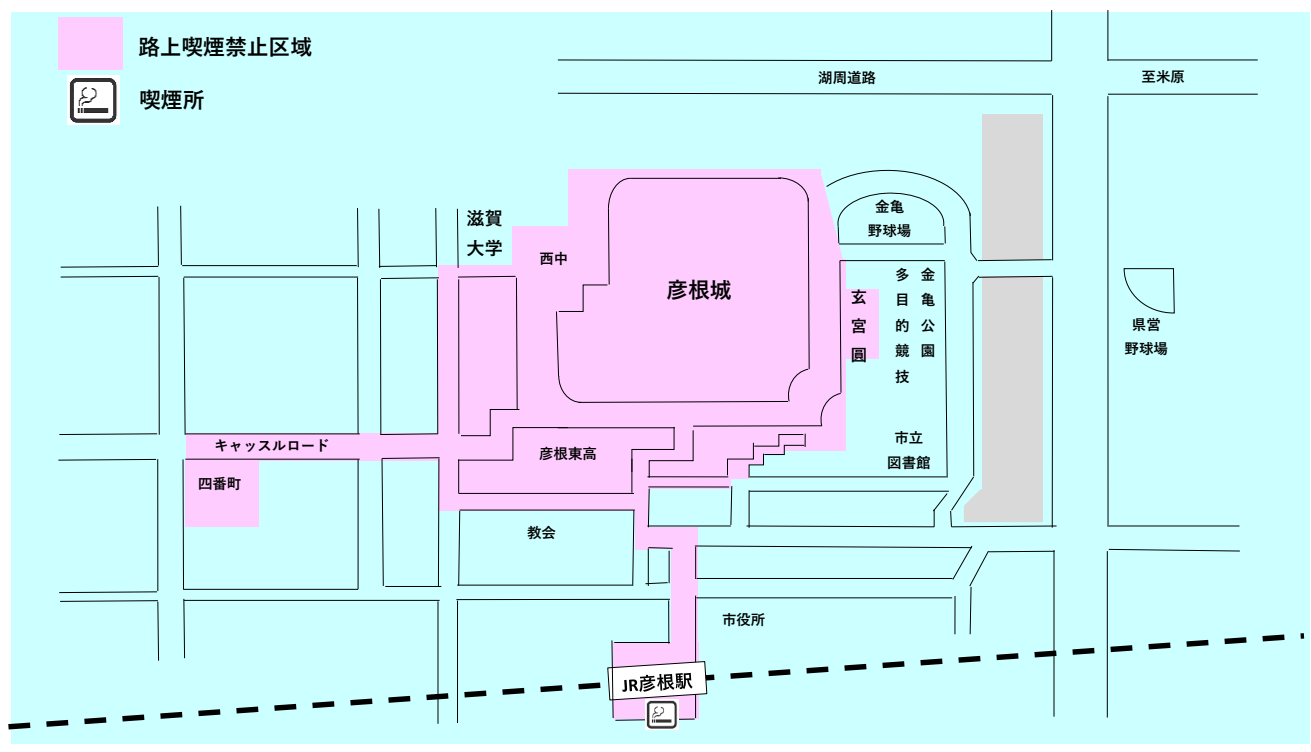 路上喫煙禁止区域
喫煙所
湖周道路
至米原
滋賀
大学
西中
彦根城
金亀
野球場
玄宮圓
金亀公園
多目的競技
県営
野球場
キャッスルロード
四番町
彦根東高
市立
図書館
教会
市役所
JR彦根駅